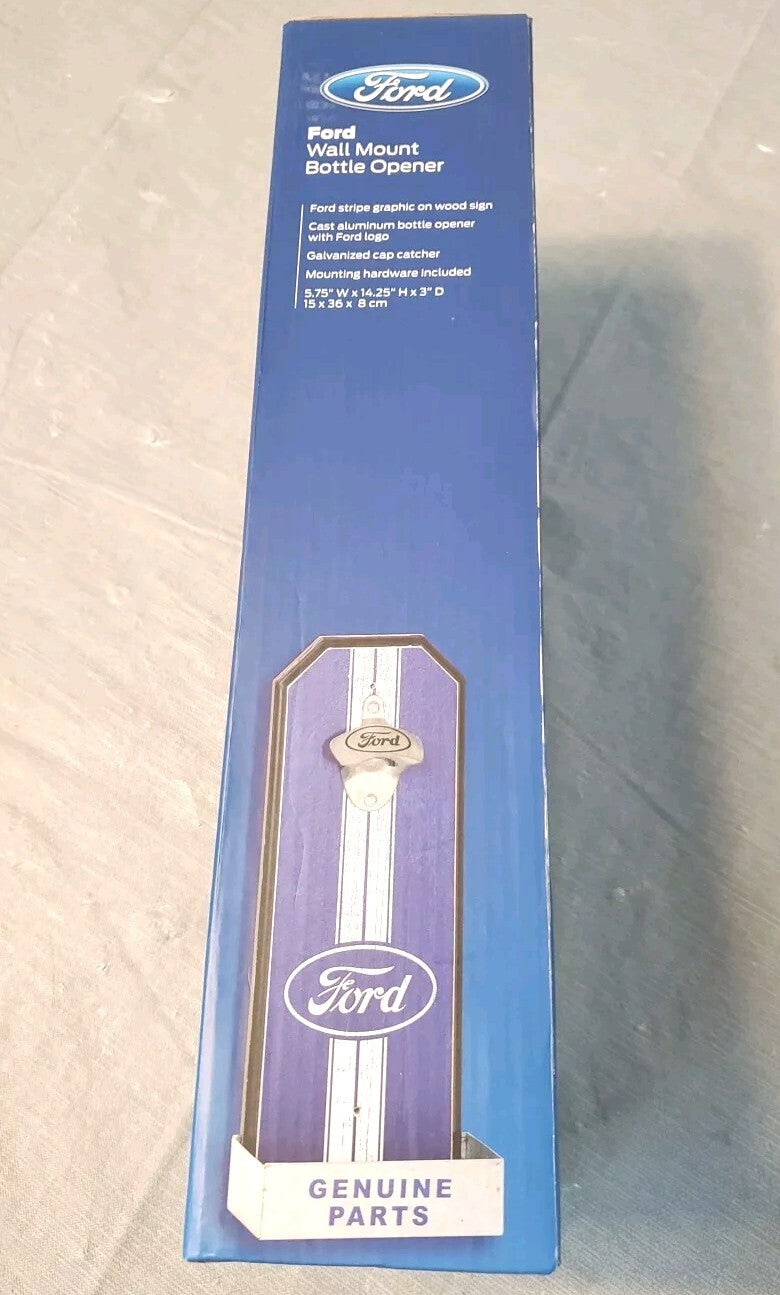 Ford
Ford
Wall Mount
Bottle Opener
Ford stripe graphic on wood sign
Cast aluminum bottle opener
with Ford logo
Galvanized cap catcher
Mounting hardware included
5.75" W x 14.25" H x 3" D
15 x 36 x 8 cm
Ford
Ford
GENUINE
PARTS